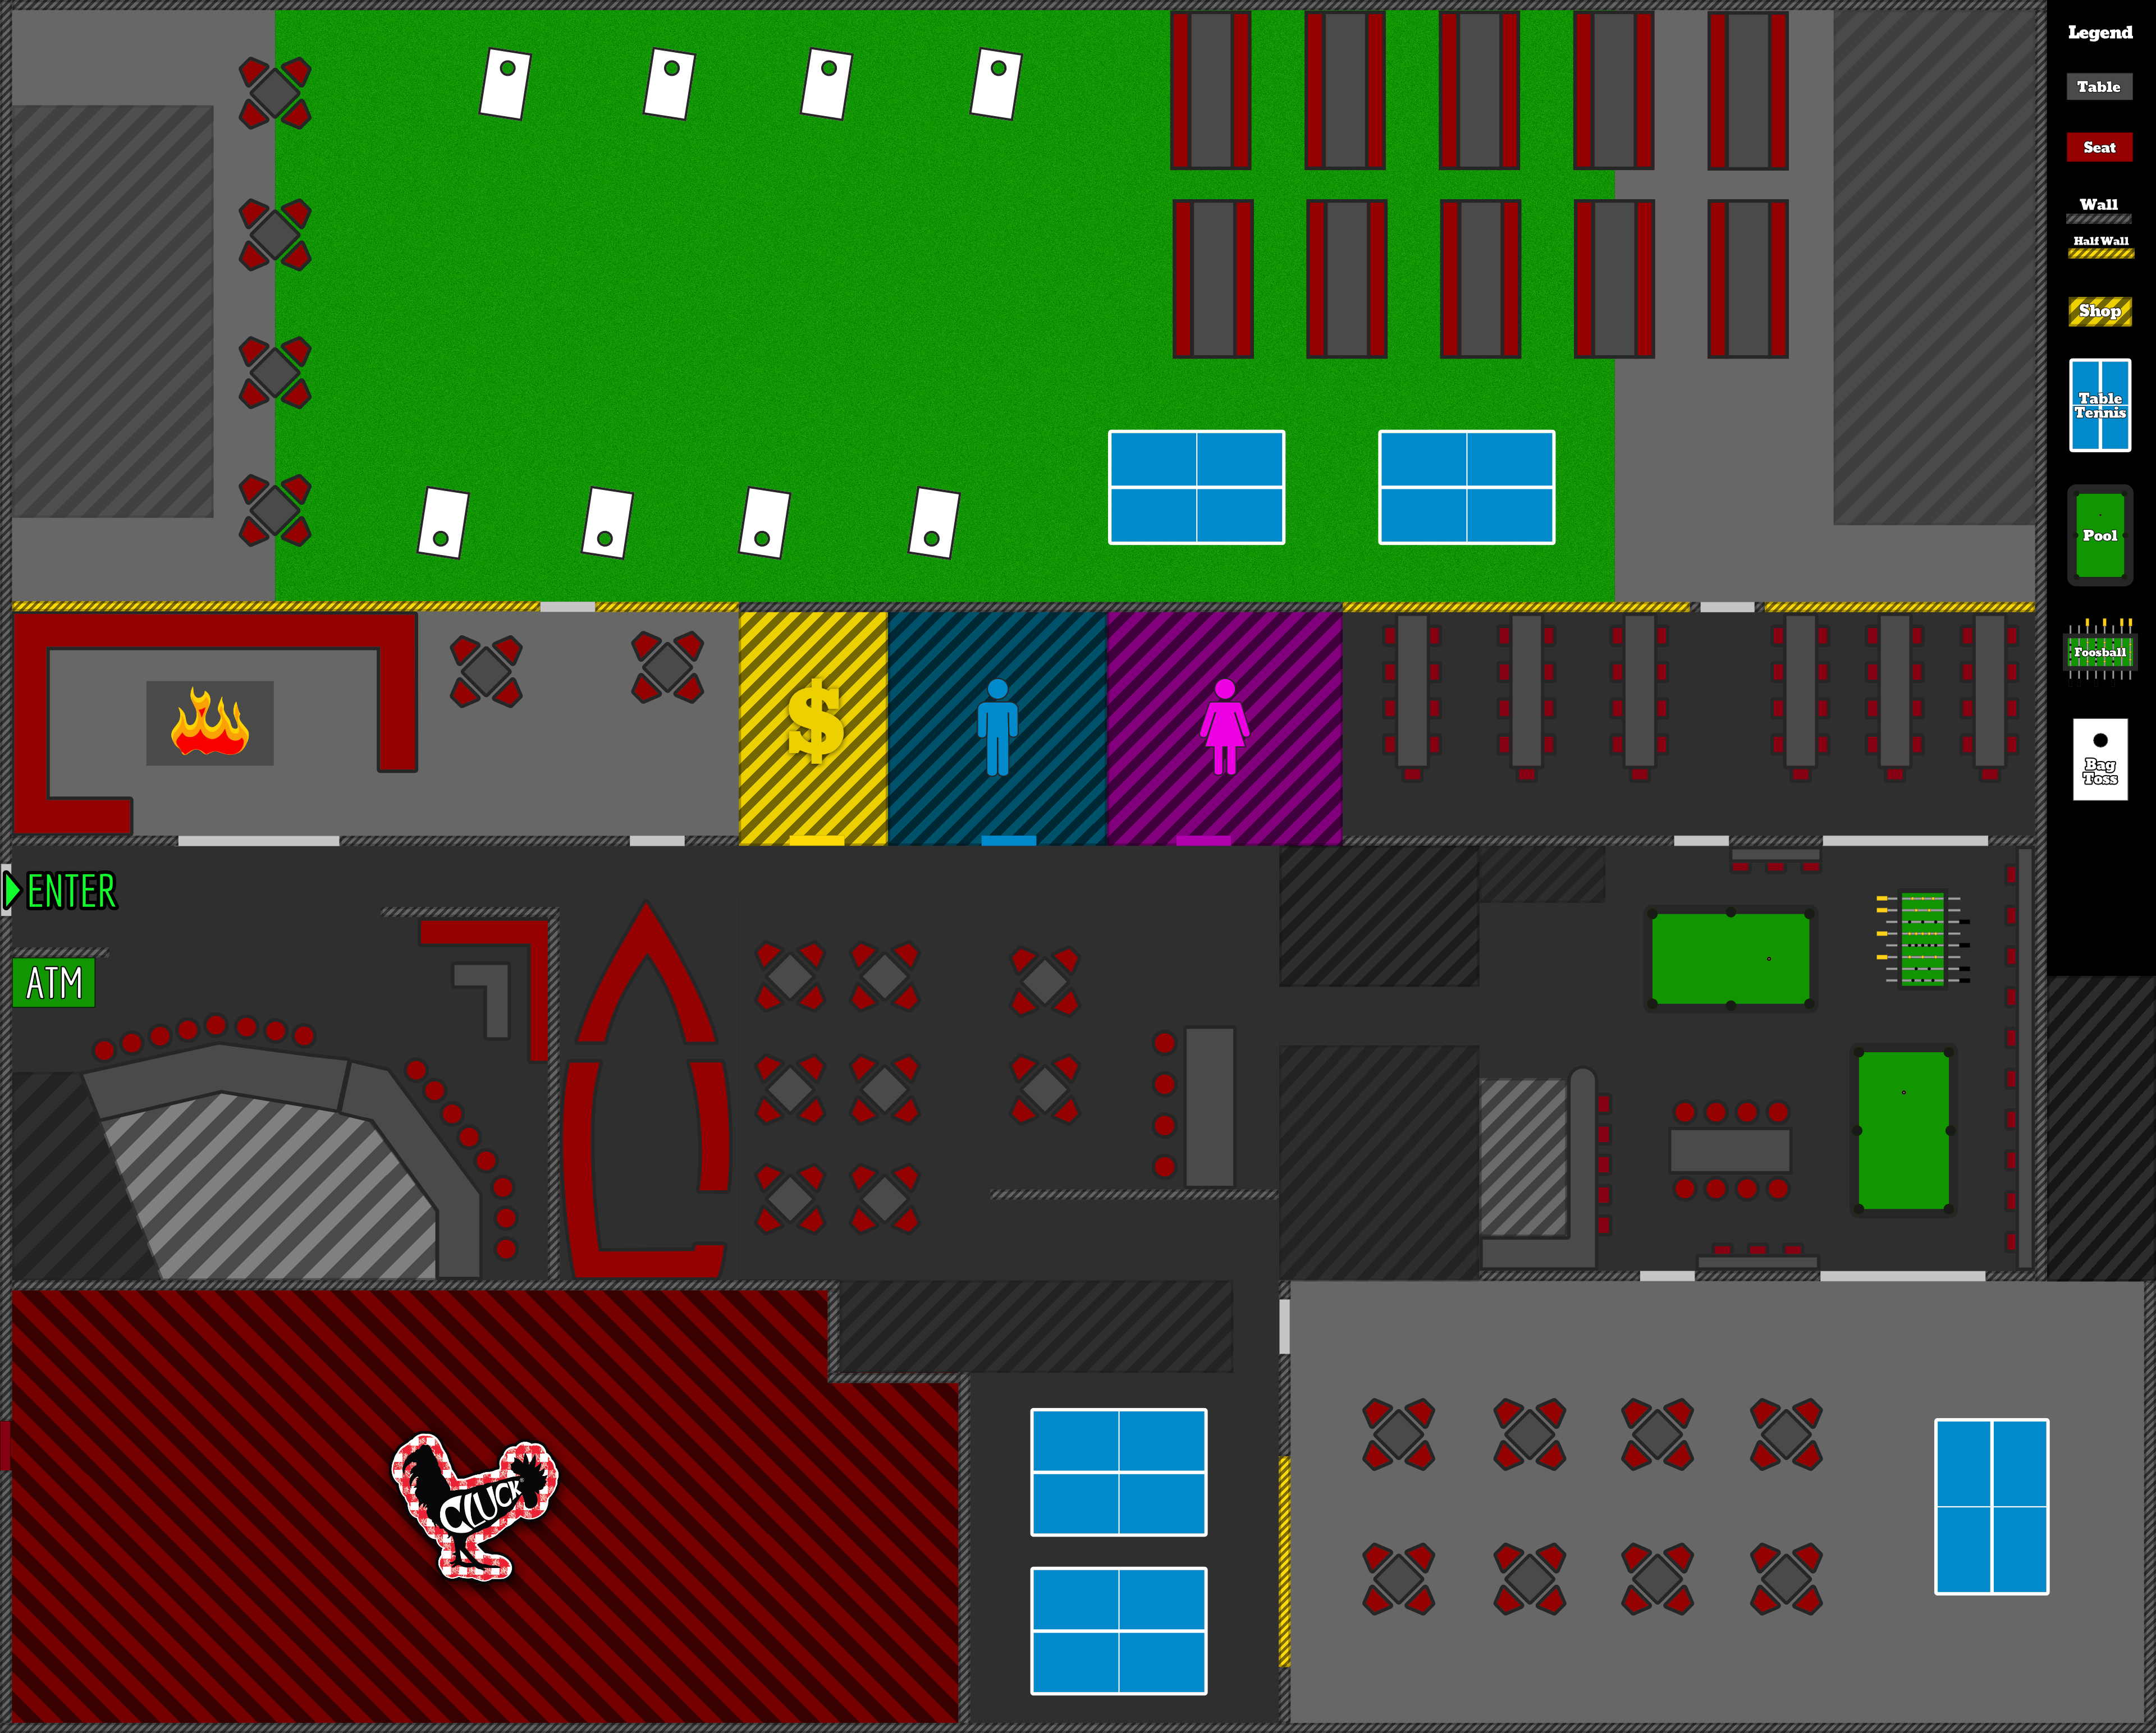 Legend
Table
Seat
Wall
Half Wall
Shop
Table
Tennis
Pool
Foosball
Bag
Toss
$
ENTER
ATM
CLUCK